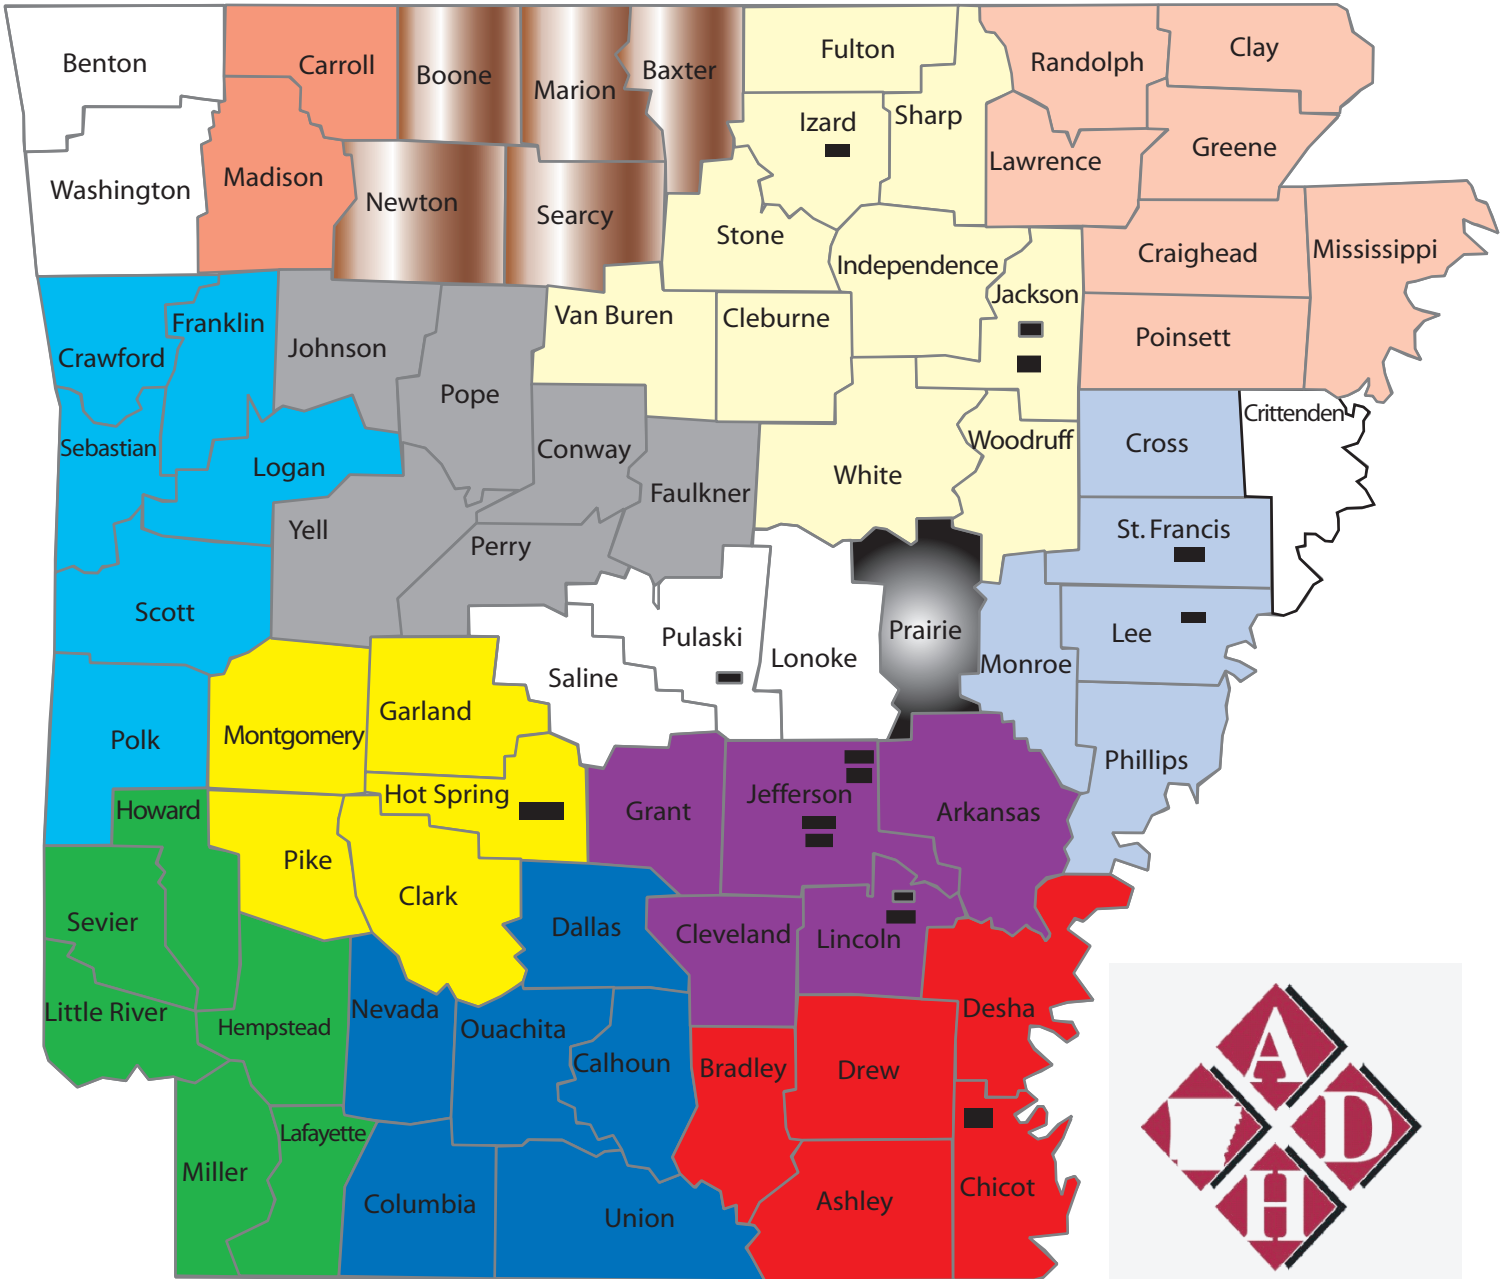 Benton
Carroll
Boone
Marion
Baxter
Fulton
Randolph
Clay
Izard
Sharp
Lawrence
Greene
Washington
Madison
Newton
Searcy
Stone
Independence
Craighead
Mississippi
Jackson
Franklin
Van Buren
Cleburne
Crawford
Johnson
Poinsett
Pope
Crittenden
Sebastian
Logan
Conway
Woodruff
Cross
White
Faulkner
Yell
St. Francis
Perry
Scott
Pulaski
Prairie
Lee
Saline
Lonoke
Monroe
Polk
Montgomery
Garland
Phillips
Howard
Hot Spring
Grant
Jefferson
Arkansas
Pike
Clark
Sevier
Dallas
Cleveland
Lincoln
Little River
Hempstead
Nevada
Ouachita
Desha
Calhoun
Bradley
Drew
Lafayette
Miller
Columbia
Union
Ashley
Chicot
A
D
H